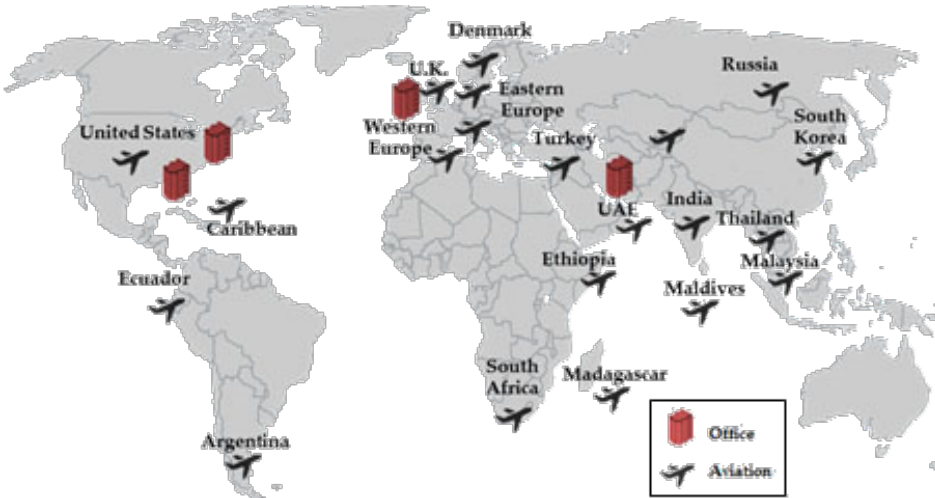 Denmark
U.K.
Russia
Eastern
Europe
South
Korea
United States
Western
Europe
Turkey
India
UAE
Thailand
Caribbean
Ethiopia
Malaysia
Ecuador
Maldives
South
Africa
Madagascar
Argentina
Office
Aviation